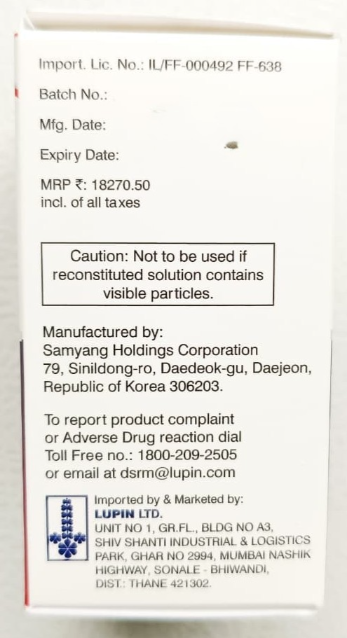 Import. Lic. No.: IL/FF-000492 FF-638
Batch No.:
Mfg. Date:
Expiry Date:
MRP ₹: 18270.50
incl. of all taxes
Caution: Not to be used if
reconstituted solution contains
visible particles.
Manufactured by:
Samyang Holdings Corporation
79, Sinildong-ro, Daedeok-gu, Daejeon,
Republic of Korea 306203.
To report product complaint
or Adverse Drug reaction dial
Toll Free no.: 1800-209-2505
or email at dsrm@lupin.com
Imported by & Marketed by:
LUPIN LTD.
UNIT NO 1, GR.FL., BLDG NO A3,
SHIV SHANTI INDUSTRIAL & LOGISTICS
PARK, GHAR NO 2994, MUMBAI NASHIK
HIGHWAY, SONALE - BHIWANDI,
DIST.: THANE 421302.